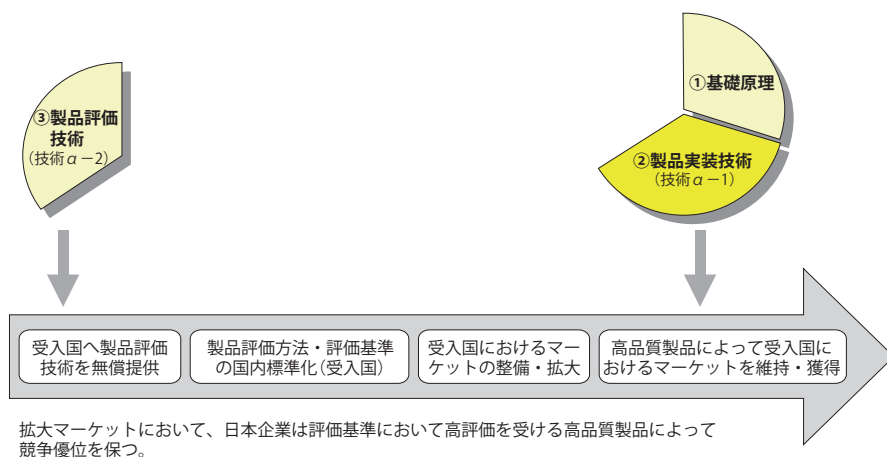 ③製品評価
技術
（技術α－2）
①基礎原理
②製品実装技術
（技術α－1）
受入国へ製品評価
技術を無償提供
製品評価方法・評価基準
の国内標準化（受入国）
受入国におけるマー
ケットの整備・拡大
高品質製品によって受入国に
おけるマーケットを維持・獲得
拡大マーケットにおいて、日本企業は評価基準において高評価を受ける高品質製品によって
競争優位を保つ。